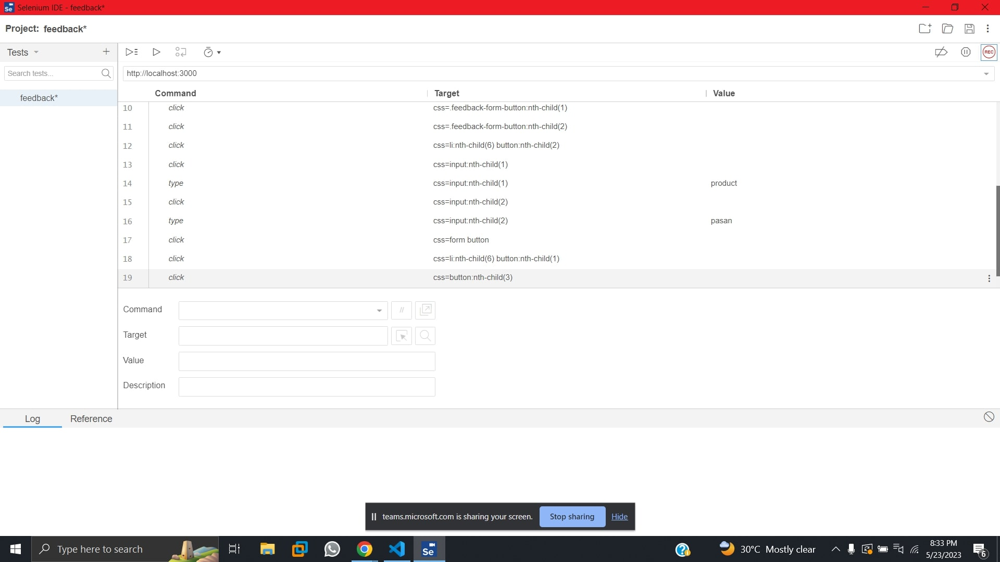 Selenium IDE - feedback*
Project: feedback*
Tests
Search tests...
feedback*
REC
http://localhost:3000
Command Target Value
10 click css=.feedback-form-button:nth-child(1)
11 click css=.feedback-form-button:nth-child(2)
12 click css=li:nth-child(6) button:nth-child(2)
13 click css=input:nth-child(1)
14 type css=input:nth-child(1) product
15 click css=input:nth-child(2)
16 type css=input:nth-child(2) pasan
17 click css=form button
18 click css=li:nth-child(6) button:nth-child(1)
19 click css=button:nth-child(3)
Command //
Target
Value
Description
Log Reference
teams.microsoft.com is sharing your screen. Stop sharing Hide
Type here to search
Se
30°C Mostly clear
8:33 PM
5/23/2023
6